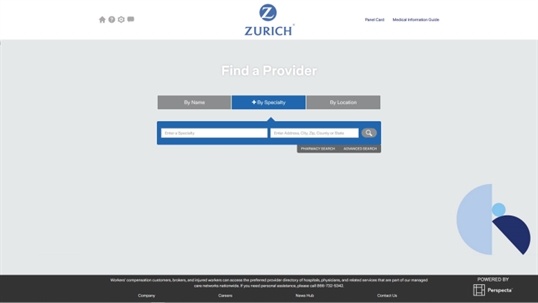 ZURICH
Panel Card Medical Information Guide
Find a Provider
By Name + By Specialty By Location
Enter a Specialty Enter Address, City, Zip, County or State
PHARMACY SEARCH ADVANCED SEARCH
Workers' compensation customers, brokers, and injured workers can access the preferred provider directory of hospitals, physicians, and related services that are part of our managed
care networks nationwide. If you need personal assistance, please call
Company Careers News Hub Contact Us
POWERED BY
Perspecta